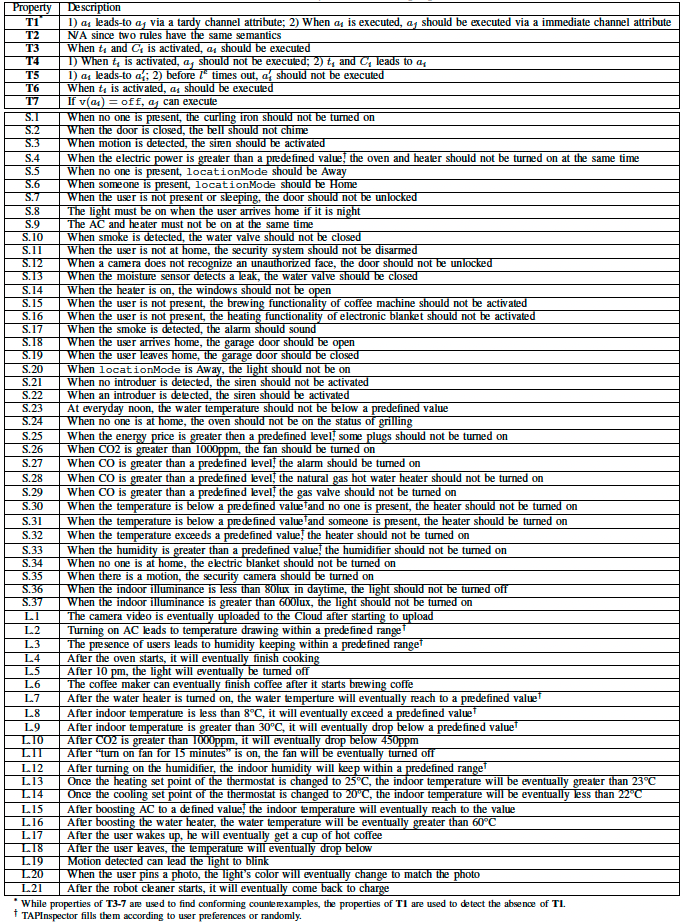 Property Description
T1* 1) aᵢ leads-to aⱼ via a tardy channel attribute; 2) When aᵢ is executed, aⱼ should be executed via a immediate channel attribute
T2 N/A since two rules have the same semantics
T3 When tᵢ and Cᵢ is activated, aᵢ should be executed
T4 1) When tᵢ is activated, aⱼ should not be executed; 2) tᵢ and Cᵢ leads to aᵢ
T5 1) aᵢ leads-to a′ᵢ; 2) before lᵉ times out, a′ᵢ should not be executed
T6 When tᵢ is activated, aᵢ should be executed
T7 If v(aᵢ) = off, aⱼ can execute
S.1 When no one is present, the curling iron should not be turned on
S.2 When the door is closed, the bell should not chime
S.3 When motion is detected, the siren should be activated
S.4 When the electric power is greater than a predefined value,† the oven and heater should not be turned on at the same time
S.5 When no one is present, locationMode should be Away
S.6 When someone is present, locationMode should be Home
S.7 When the user is not present or sleeping, the door should not be unlocked
S.8 The light must be on when the user arrives home if it is night
S.9 The AC and heater must not be on at the same time
S.10 When smoke is detected, the water valve should not be closed
S.11 When the user is not at home, the security system should not be disarmed
S.12 When a camera does not recognize an unauthorized face, the door should not be unlocked
S.13 When the moisture sensor detects a leak, the water valve should be closed
S.14 When the heater is on, the windows should not be open
S.15 When the user is not present, the brewing functionality of coffee machine should not be activated
S.16 When the user is not present, the heating functionality of electronic blanket should not be activated
S.17 When the smoke is detected, the alarm should sound
S.18 When the user arrives home, the garage door should be open
S.19 When the user leaves home, the garage door should be closed
S.20 When locationMode is Away, the light should not be on
S.21 When no introduer is detected, the siren should not be activated
S.22 When an introduer is detected, the siren should be activated
S.23 At everyday noon, the water temperature should not be below a predefined value
S.24 When no one is at home, the oven should not be on the status of grilling
S.25 When the energy price is greater then a predefined level,† some plugs should not be turned on
S.26 When CO2 is greater than 1000ppm, the fan should be turned on
S.27 When CO is greater than a predefined level,† the alarm should be turned on
S.28 When CO is greater than a predefined level,† the natural gas hot water heater should not be turned on
S.29 When CO is greater than a predefined level,† the gas valve should not be turned on
S.30 When the temperature is below a predefined value† and no one is present, the heater should not be turned on
S.31 When the temperature is below a predefined value† and someone is present, the heater should be turned on
S.32 When the temperature exceeds a predefined value,† the heater should not be turned on
S.33 When the humidity is greater than a predefined value,† the humidifier should not be turned on
S.34 When no one is at home, the electric blanket should not be turned on
S.35 When there is a motion, the security camera should be turned on
S.36 When the indoor illuminance is less than 80lux in daytime, the light should not be turned off
S.37 When the indoor illuminance is greater than 600lux, the light should not be turned on
L.1 The camera video is eventually uploaded to the Cloud after starting to upload
L.2 Turning on AC leads to temperature drawing within a predefined range†
L.3 The presence of users leads to humidity keeping within a predefined range†
L.4 After the oven starts, it will eventually finish cooking
L.5 After 10 pm, the light will eventually be turned off
L.6 The coffee maker can eventually finish coffee after it starts brewing coffe
L.7 After the water heater is turned on, the water temperture will eventually reach to a predefined value†
L.8 After indoor temperature is less than 8°C, it will eventually exceed a predefined value†
L.9 After indoor temperature is greater than 30°C, it will eventually drop below a predefined value†
L.10 After CO2 is greater than 1000ppm, it will eventually drop below 450ppm
L.11 After “turn on fan for 15 minutes” is on, the fan will be eventually turned off
L.12 After turning on the humidifier, the indoor humidity will keep within a predefined range†
L.13 Once the heating set point of the thermostat is changed to 25°C, the indoor temperature will be eventually greater than 23°C
L.14 Once the cooling set point of the thermostat is changed to 20°C, the indoor temperature will be eventually less than 22°C
L.15 After boosting AC to a defined value,† the indoor temperature will eventually reach to the value
L.16 After boosting the water heater, the water temperature will be eventually greater than 60°C
L.17 After the user wakes up, he will eventually get a cup of hot coffee
L.18 After the user leaves, the temperature will eventually drop below
L.19 Motion detected can lead the light to blink
L.20 When the user pins a photo, the light's color will eventually change to match the photo
L.21 After the robot cleaner starts, it will eventually come back to charge
* While properties of T3-7 are used to find conforming counterexamples, the properties of T1 are used to detect the absence of T1.
† TAPInspector fills them according to user preferences or randomly.